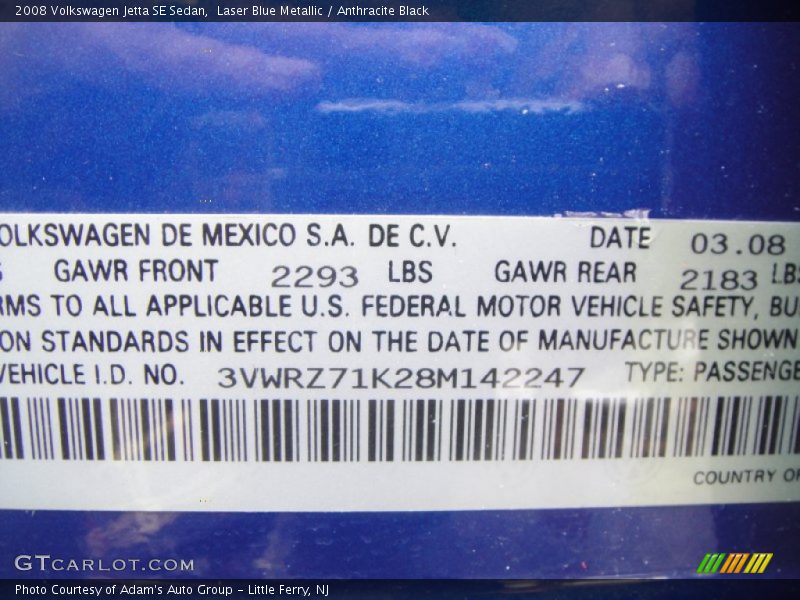 2008 Volkswagen Jetta SE Sedan,  Laser Blue Metallic / Anthracite Black
OLKSWAGEN DE MEXICO S.A. DE C.V. DATE 03.08
GAWR FRONT 2293 LBS GAWR REAR 2183 LBS
RMS TO ALL APPLICABLE U.S. FEDERAL MOTOR VEHICLE SAFETY, BU
ON STANDARDS IN EFFECT ON THE DATE OF MANUFACTURE SHOWN
VEHICLE I.D. NO. 3VWRZ71K28M142247 TYPE: PASSENGE
COUNTRY OF
GTCARLOT.COM
Photo Courtesy of Adam's Auto Group - Little Ferry, NJ